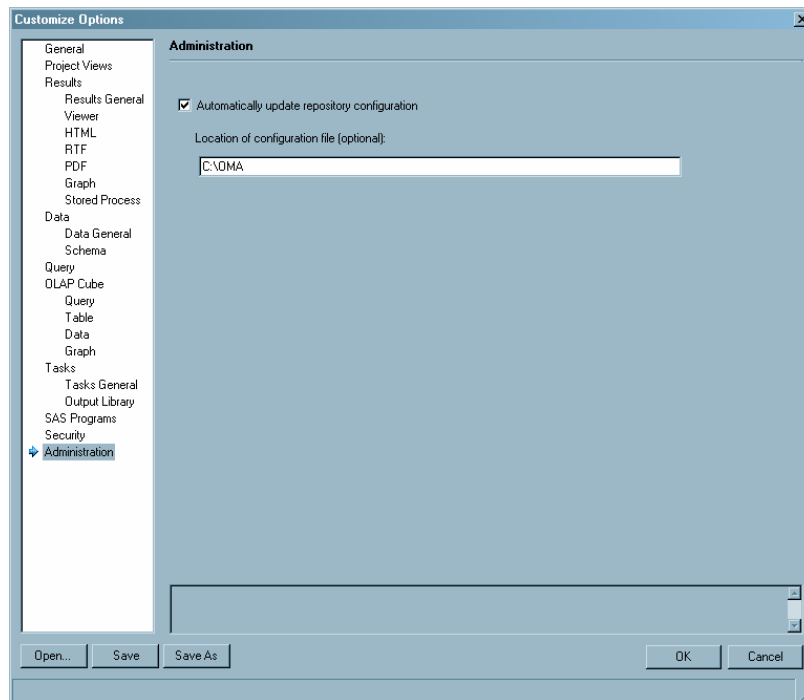 Customize Options
General
Project Views
Results
Results General
Viewer
HTML
RTF
PDF
Graph
Stored Process
Data
Data General
Schema
Query
OLAP Cube
Query
Table
Data
Graph
Tasks
Tasks General
Output Library
SAS Programs
Security
Administration
Administration
Automatically update repository configuration
Location of configuration file (optional):
C:\OMA
Open...
Save
Save As
OK
Cancel